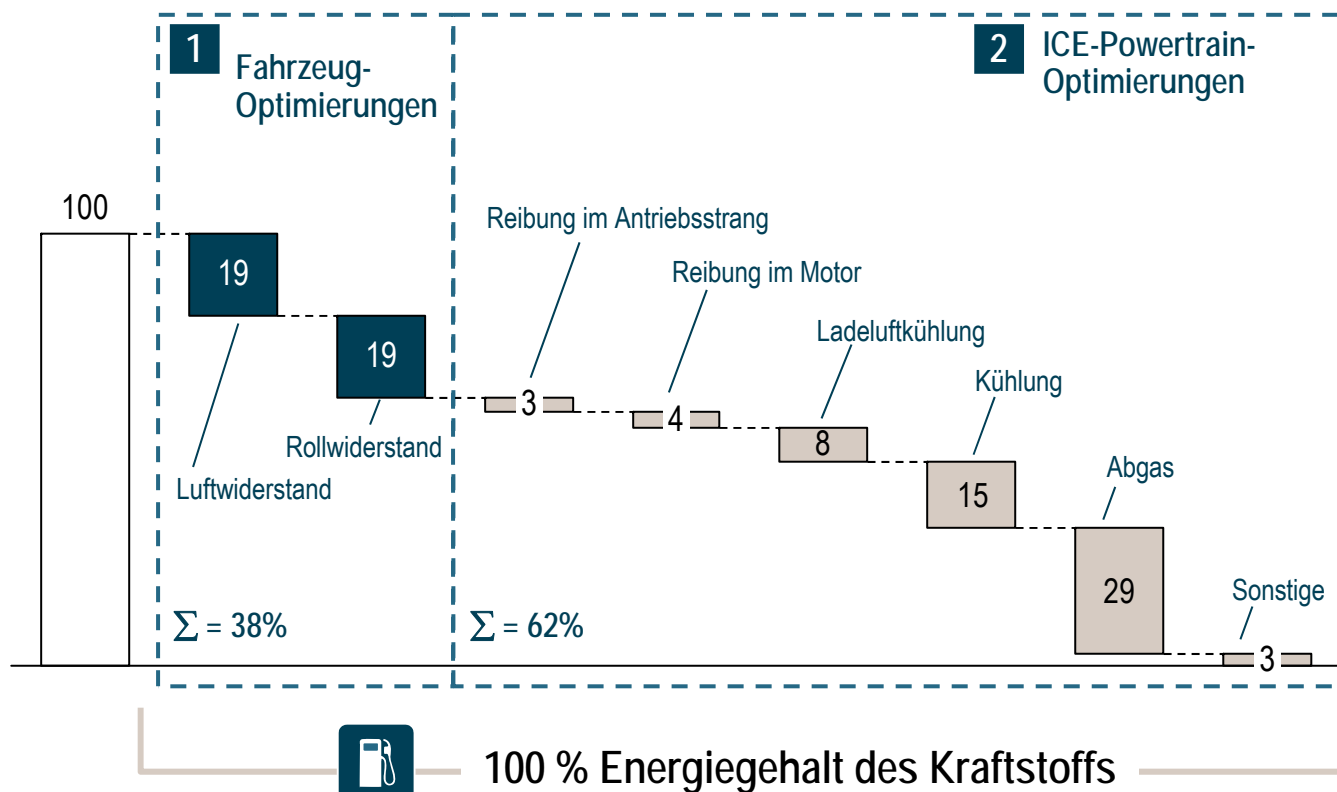 1
Fahrzeug-
Optimierungen
2
ICE-Powertrain-
Optimierungen
100
19
Luftwiderstand
19
Rollwiderstand
Reibung im Antriebsstrang
3
Reibung im Motor
4
Ladeluftkühlung
8
Kühlung
15
Abgas
29
Sonstige
3
Σ = 38%
Σ = 62%
100 % Energiegehalt des Kraftstoffs